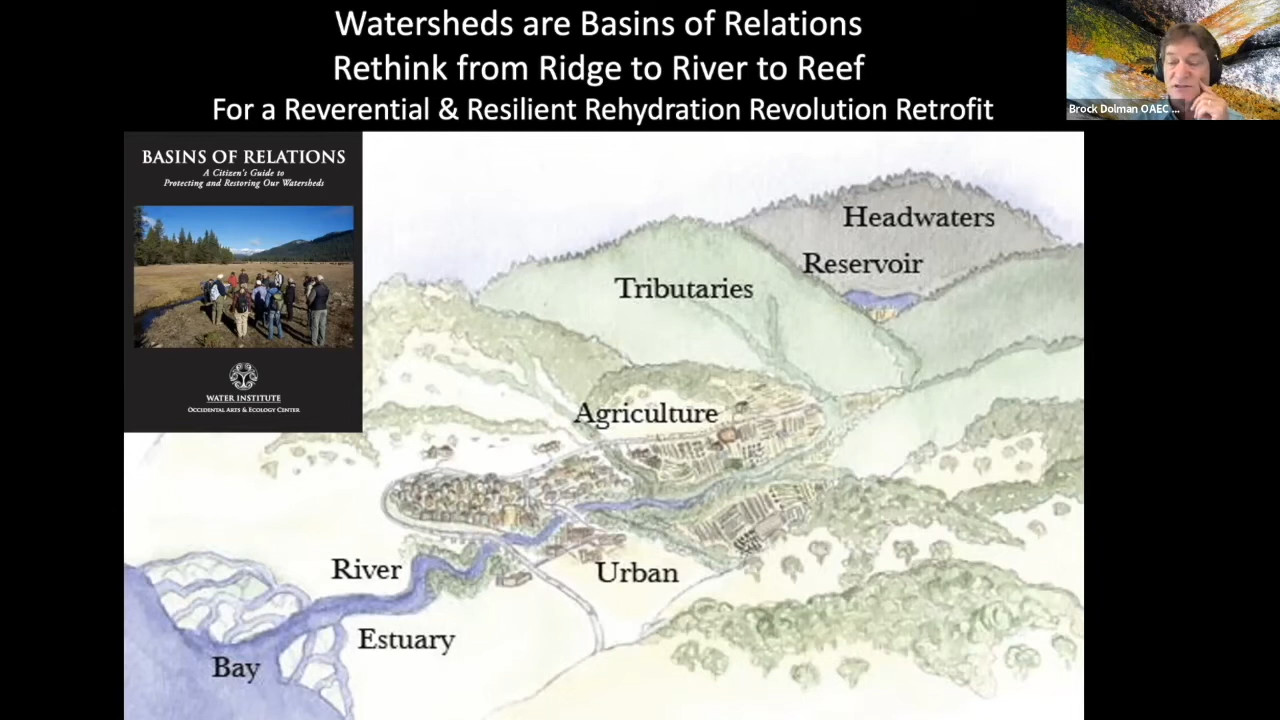 Watersheds are Basins of Relations
Rethink from Ridge to River to Reef
For a Reverential & Resilient Rehydration Revolution Retrofit
Brock Dolman OAEC ...
BASINS OF RELATIONS
A Citizen's Guide to
Protecting and Restoring Our Watersheds
WATER INSTITUTE
OCCIDENTAL ARTS & ECOLOGY CENTER
Headwaters
Reservoir
Tributaries
Agriculture
River
Urban
Estuary
Bay